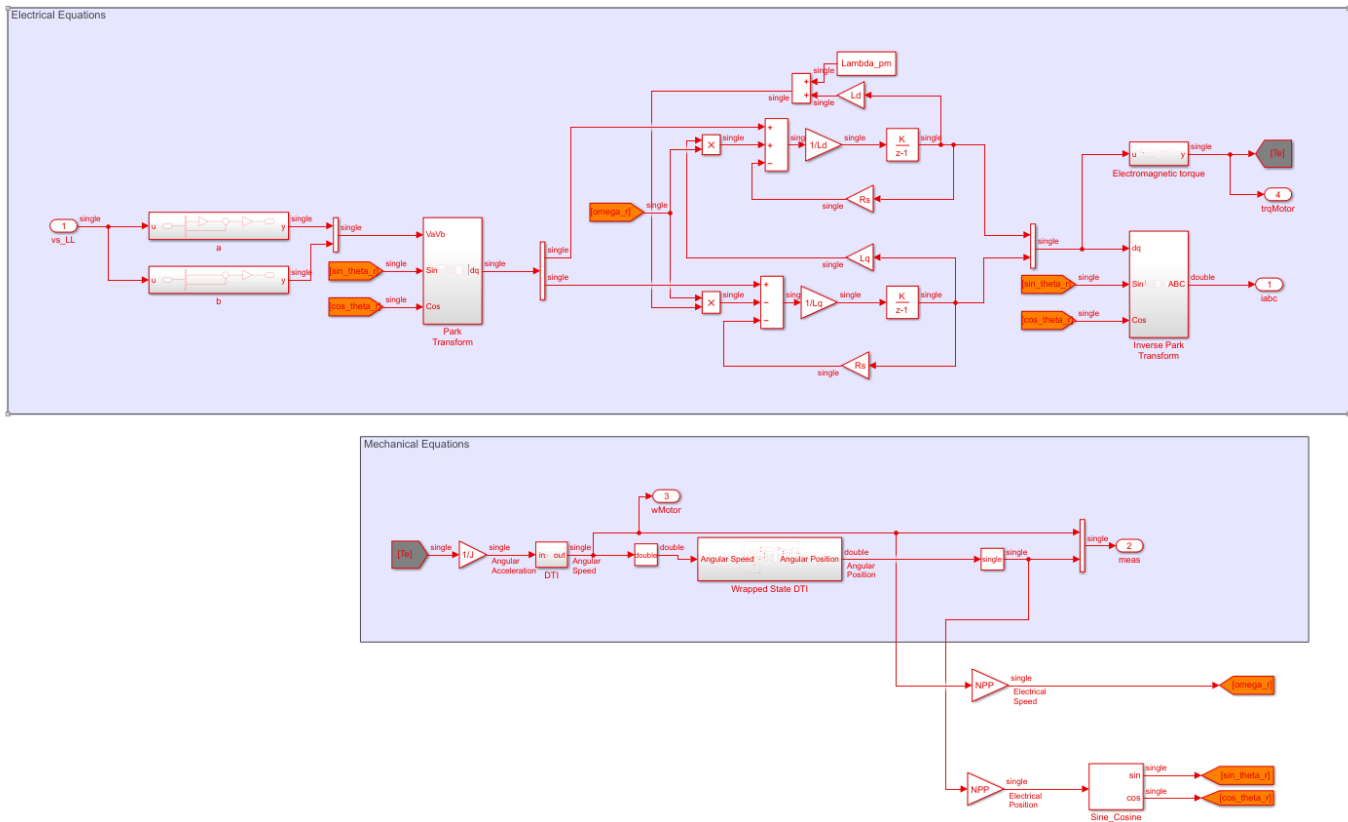 Electrical Equations
Lambda_pm
single
+
+
single
single
Ld
single
+
+
−
single
1/Ld
single
K
z-1
single
single
Rs
u
y
single
Electromagnetic torque
[Te]
4
trqMotor
1
single
vs_LL
u
y
single
a
u
y
single
b
single
[sin_theta_r]
single
[cos_theta_r]
single
VaVb
Sin
Cos
dq
single
Park
Transform
single
single
[omega_r]
single
Lq
single
single
+
−
−
single
1/Lq
single
K
z-1
single
single
Rs
single
[sin_theta_r]
single
[cos_theta_r]
single
dq
Sin
Cos
ABC
double
1
iabc
Inverse Park
Transform
Mechanical Equations
3
wMotor
[Te]
single
1/J
single
Angular
Acceleration
in
out
DTI
single
Angular
Speed
double
double
Angular Speed
Angular Position
Wrapped State DTI
double
Angular
Position
single
single
single
2
meas
NPP
single
Electrical
Speed
[omega_r]
NPP
single
Electrical
Position
sin
cos
Sine_Cosine
single
[sin_theta_r]
single
[cos_theta_r]